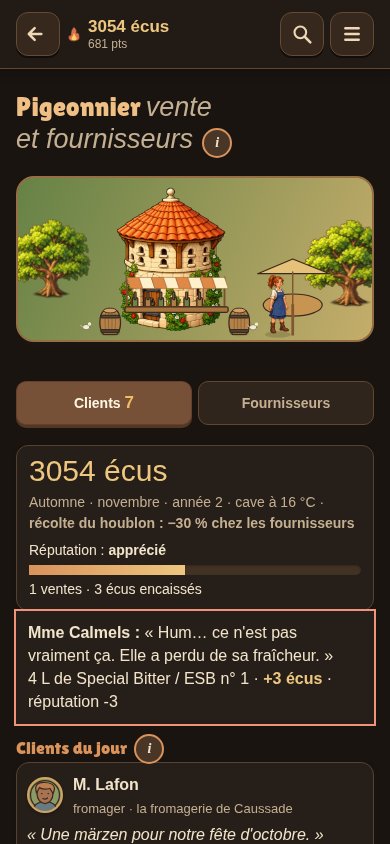 3054 écus
681 pts
Pigeonnier vente
et fournisseurs i
Clients 7
Fournisseurs
3054 écus
Automne · novembre · année 2 · cave à 16 °C ·
récolte du houblon : −30 % chez les fournisseurs
Réputation : apprécié
1 ventes · 3 écus encaissés
Mme Calmels : « Hum… ce n'est pas
vraiment ça. Elle a perdu de sa fraîcheur. »
4 L de Special Bitter / ESB n° 1 · +3 écus ·
réputation -3
Clients du jour i
M. Lafon
fromager · la fromagerie de Caussade
« Une märzen pour notre fête d'octobre. »